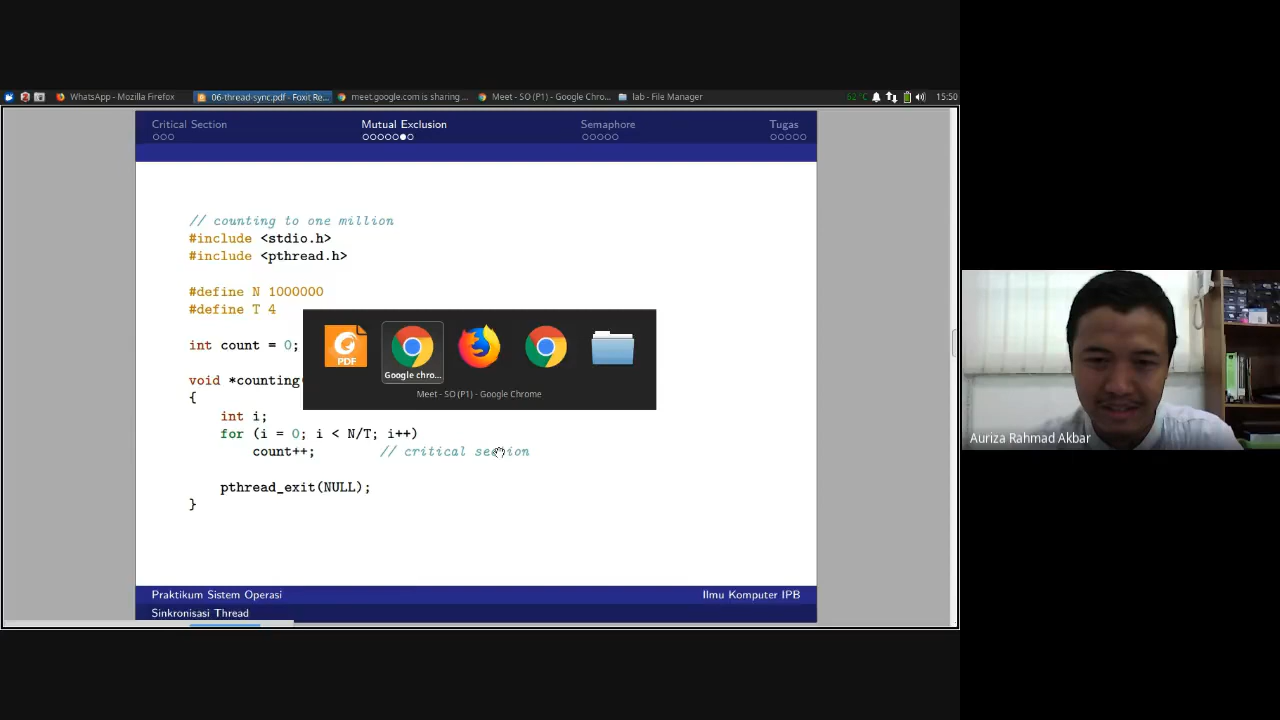 WhatsApp - Mozilla Firefox
06-thread-sync.pdf - Foxit Re...
meet.google.com is sharing ...
Meet - SO (P1) - Google Chro...
lab - File Manager
62°C
15:50
Critical Section
Mutual Exclusion
Semaphore
Tugas
// counting to one million
#include <stdio.h>
#include <pthread.h>
#define N 1000000
#define T 4
int count = 0;
void *counting
{
int i;
for (i = 0; i < N/T; i++)
count++; // critical section
pthread_exit(NULL);
}
PDF
Google chro...
Meet - SO (P1) - Google Chrome
Praktikum Sistem Operasi
Ilmu Komputer IPB
Sinkronisasi Thread
Auriza Rahmad Akbar